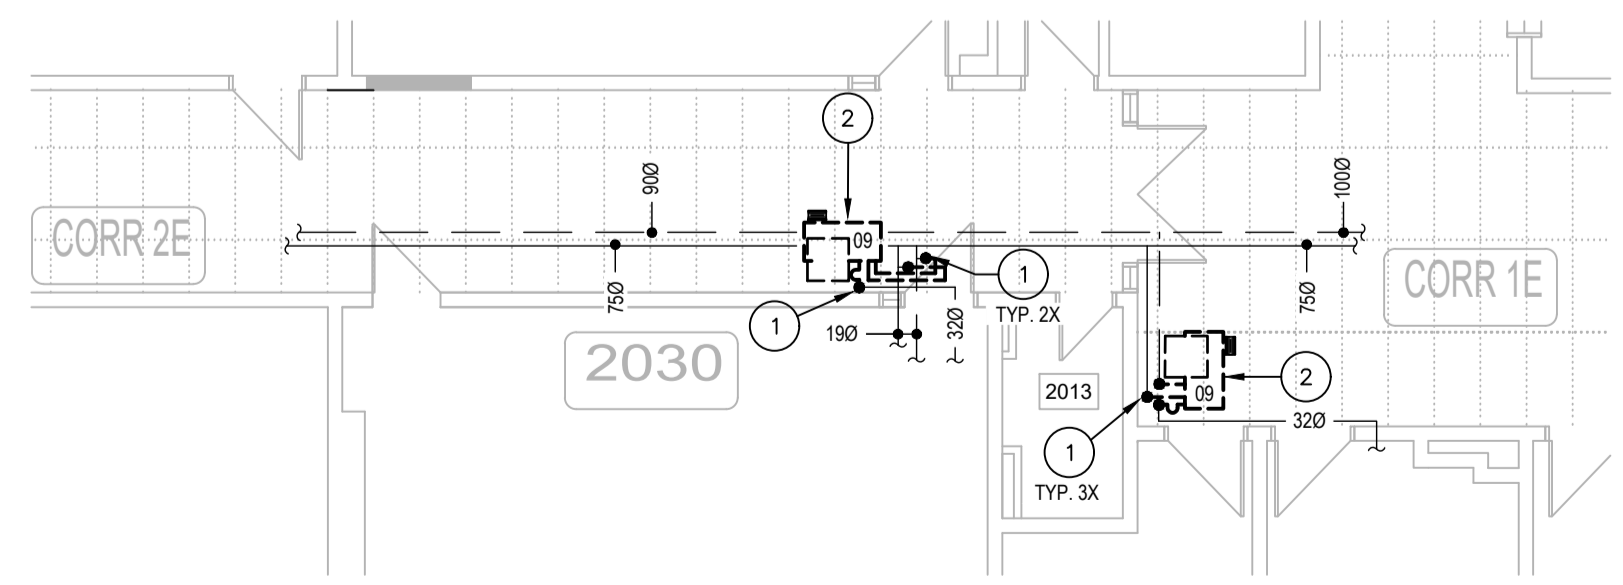 2
90Ø
100Ø
CORR 2E
09
1
TYP. 2X
CORR 1E
75Ø
75Ø
1
19Ø
32Ø
2030
2013
09
2
32Ø
1
TYP. 3X